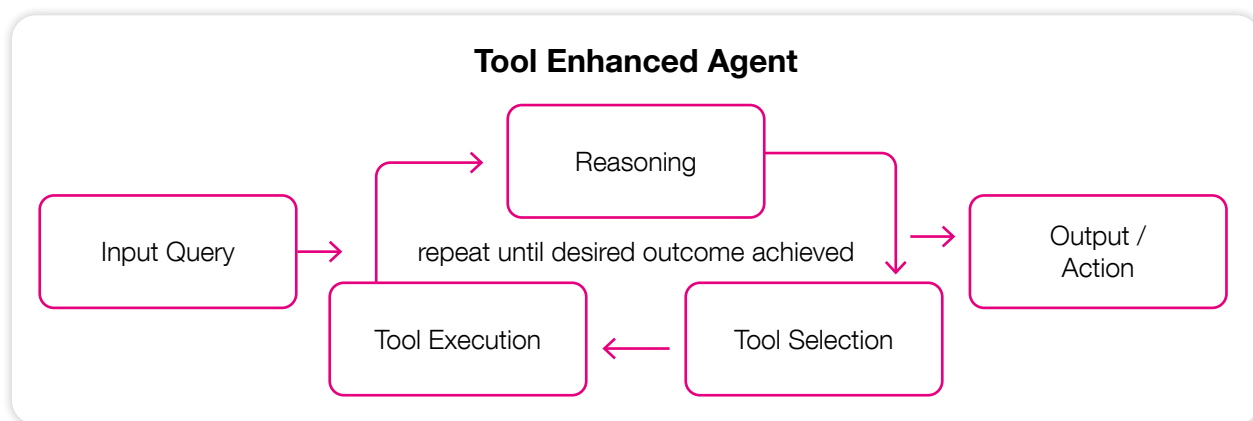 Tool Enhanced Agent
Reasoning
Input Query
repeat until desired outcome achieved
Output /
Action
Tool Execution
Tool Selection